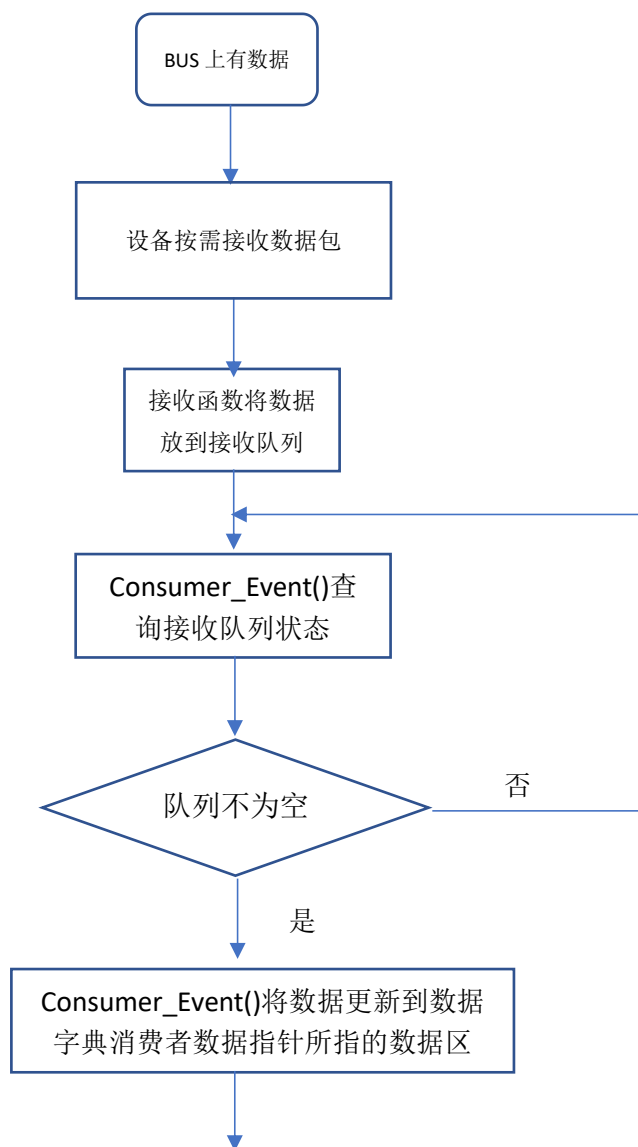 BUS 上有数据
设备按需接收数据包
接收函数将数据
放到接收队列
Consumer_Event()查
询接收队列状态
队列不为空
否
是
Consumer_Event()将数据更新到数据
字典消费者数据指针所指的数据区